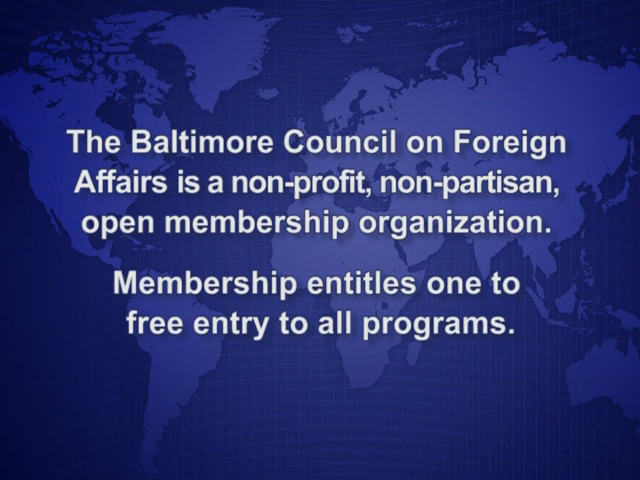 The Baltimore Council on Foreign
Affairs is a non-profit, non-partisan,
open membership organization.
Membership entitles one to
free entry to all programs.